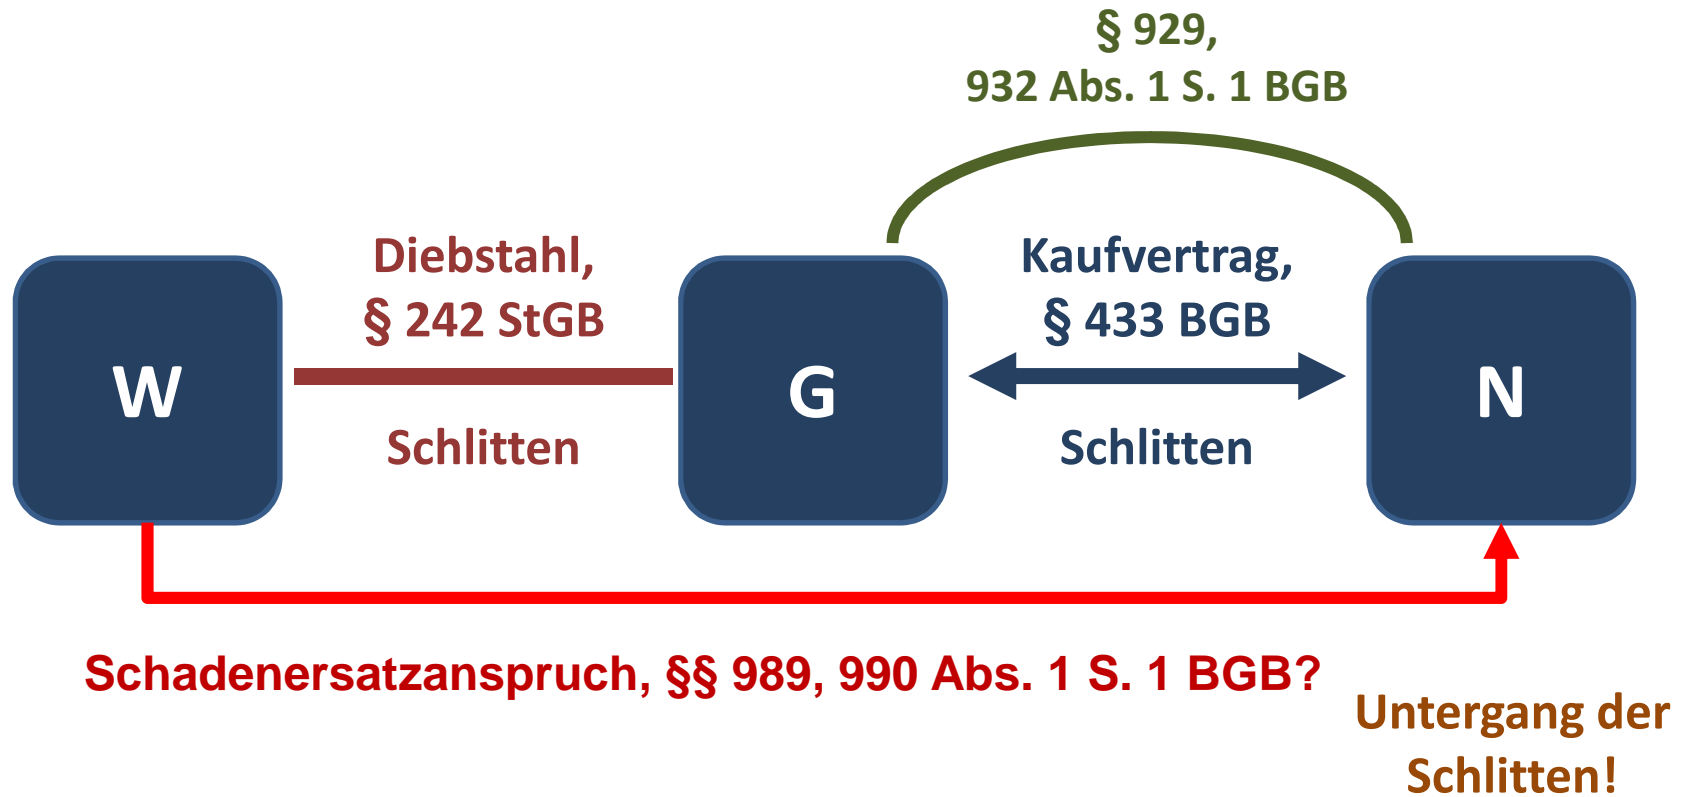 § 929,
932 Abs. 1 S. 1 BGB
Diebstahl,
§ 242 StGB
Kaufvertrag,
§ 433 BGB
W
G
N
Schlitten
Schlitten
Schadenersatzanspruch, §§ 989, 990 Abs. 1 S. 1 BGB?
Untergang der
Schlitten!